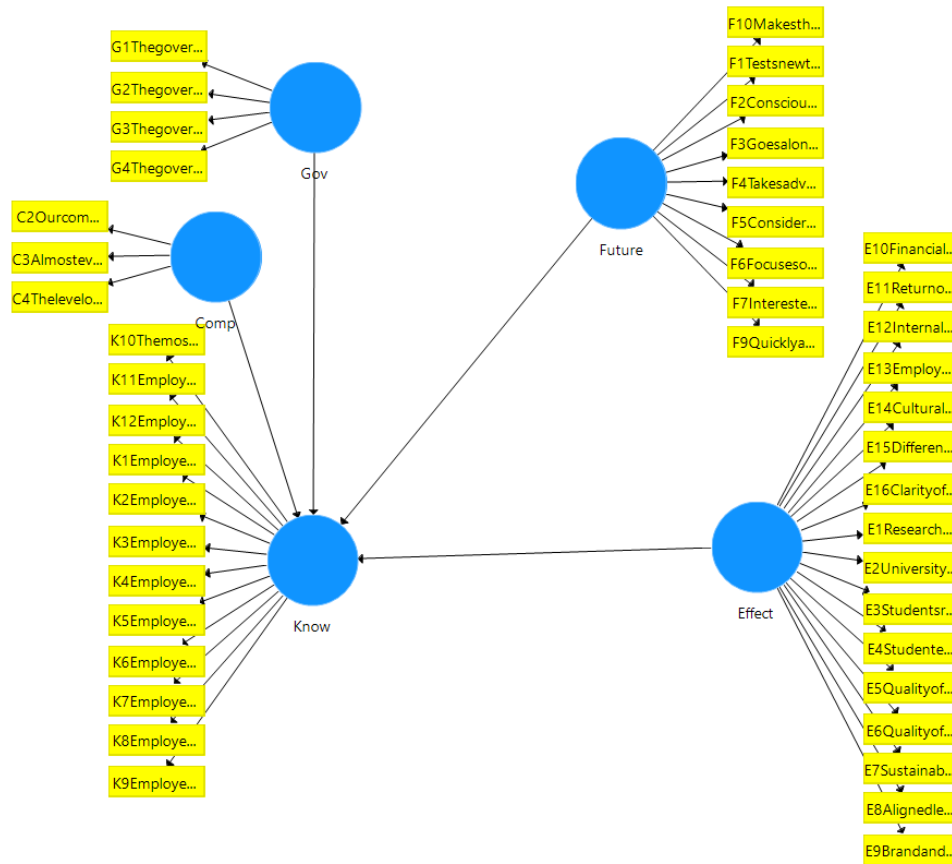 G1Thegover...
G2Thegover...
G3Thegover...
G4Thegover...
Gov
C2Ourcom...
C3Almostev...
C4Thelevelo...
Comp
K10Themos...
K11Employ...
K12Employ...
K1Employe...
K2Employe...
K3Employe...
K4Employe...
K5Employe...
K6Employe...
K7Employe...
K8Employe...
K9Employe...
Know
F10Makesth...
F1Testsnewt...
F2Consciou...
F3Goesalon...
F4Takesadv...
F5Consider...
F6Focuseso...
F7Intereste...
F9Quicklya...
Future
E10Financial...
E11Returno...
E12Internal...
E13Employ...
E14Cultural...
E15Differen...
E16Clarityof...
E1Research...
E2University...
E3Studentsr...
E4Studente...
E5Qualityof...
E6Qualityof...
E7Sustainab...
E8Alignedle...
E9Brandand...
Effect